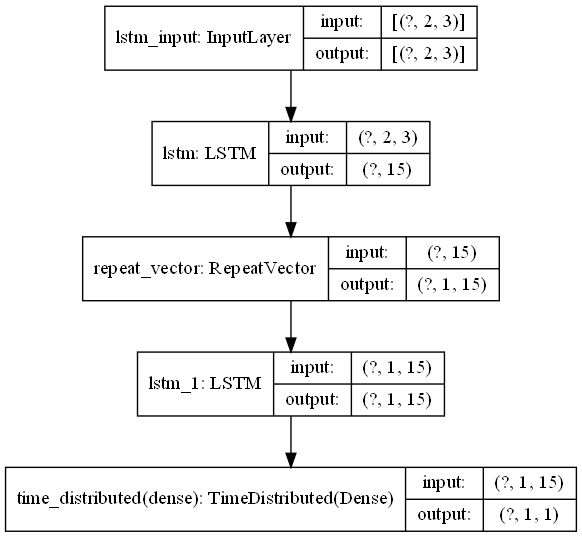 lstm_input: InputLayer
input: [(?, 2, 3)]
output: [(?, 2, 3)]
lstm: LSTM
input: (?, 2, 3)
output: (?, 15)
repeat_vector: RepeatVector
input: (?, 15)
output: (?, 1, 15)
lstm_1: LSTM
input: (?, 1, 15)
output: (?, 1, 15)
time_distributed(dense): TimeDistributed(Dense)
input: (?, 1, 15)
output: (?, 1, 1)